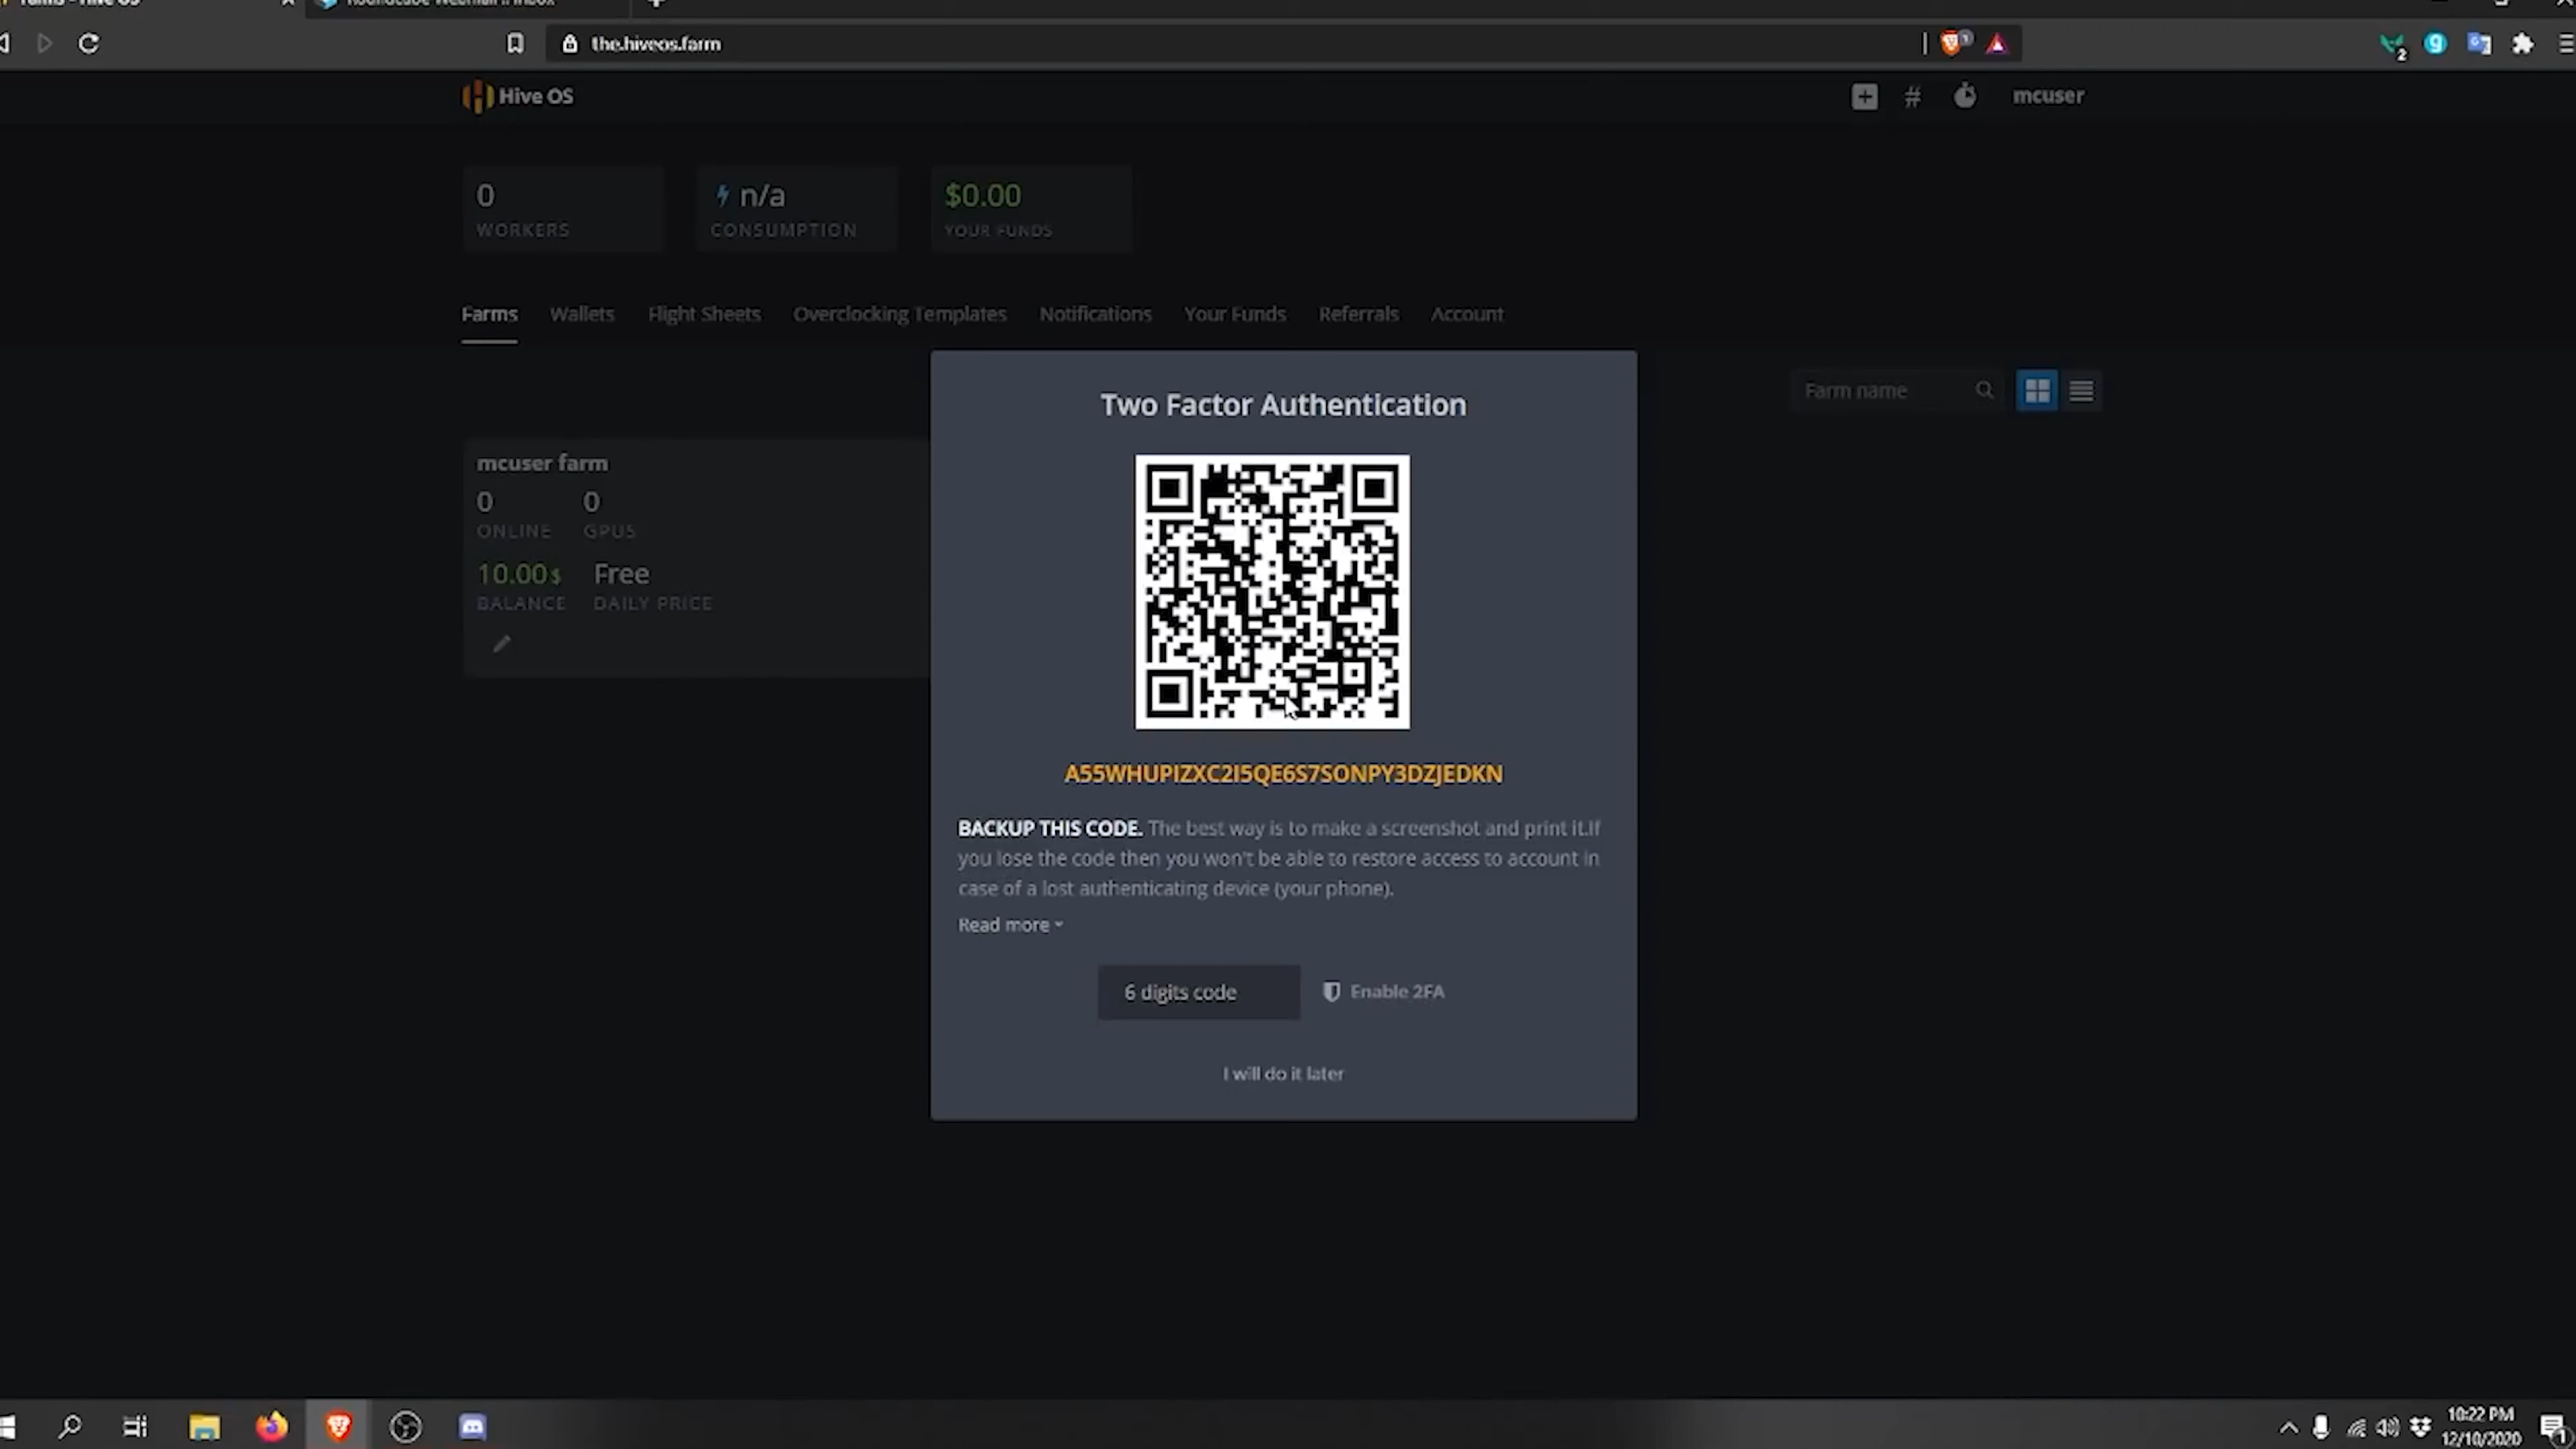 the.hiveos.farm
Hive OS
mcuser
0
WORKERS
n/a
CONSUMPTION
$0.00
YOUR FUNDS
Farms Wallets Flight Sheets Overclocking Templates Notifications Your Funds Referrals Account
Farm name
mcuser farm
0 0
ONLINE GPUS
10.00$ Free
BALANCE DAILY PRICE
Two Factor Authentication
A55WHUPIZXC2I5QE6S7SONPY3DZJEDKN
BACKUP THIS CODE. The best way is to make a screenshot and print it.If
you lose the code then you won't be able to restore access to account in
case of a lost authenticating device (your phone).
Read more
6 digits code Enable 2FA
I will do it later
10:22 PM
12/10/2020